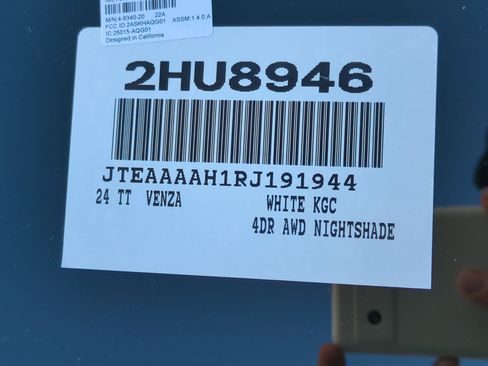 M/N:4-6340-20 22A
FCC ID:2ASKHAQG01 ASSM:1.4.0.A
IC:25015-AQG01
Designed in California
2HU8946
JTEAAAAH1RJ191944
24 TT VENZA WHITE KGC
4DR AWD NIGHTSHADE